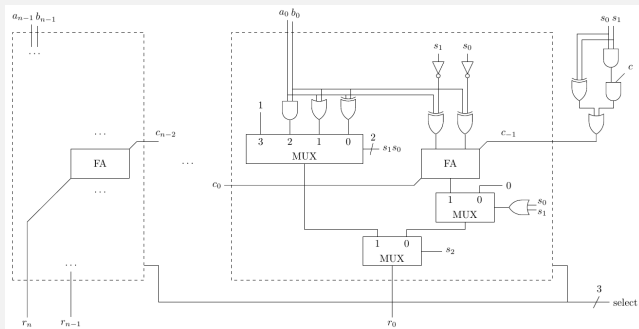 a_{n-1} b_{n-1}
a_0 b_0
s_0 s_1
...
s_1 s_0
c
1
...
c_{n-2}
c_{-1}
3 2 1 0
2
s_1 s_0
MUX
FA
...
FA
...
c_0
0
1 0
s_0
s_1
MUX
...
1 0
s_2
MUX
3
select
r_n
r_{n-1}
r_0